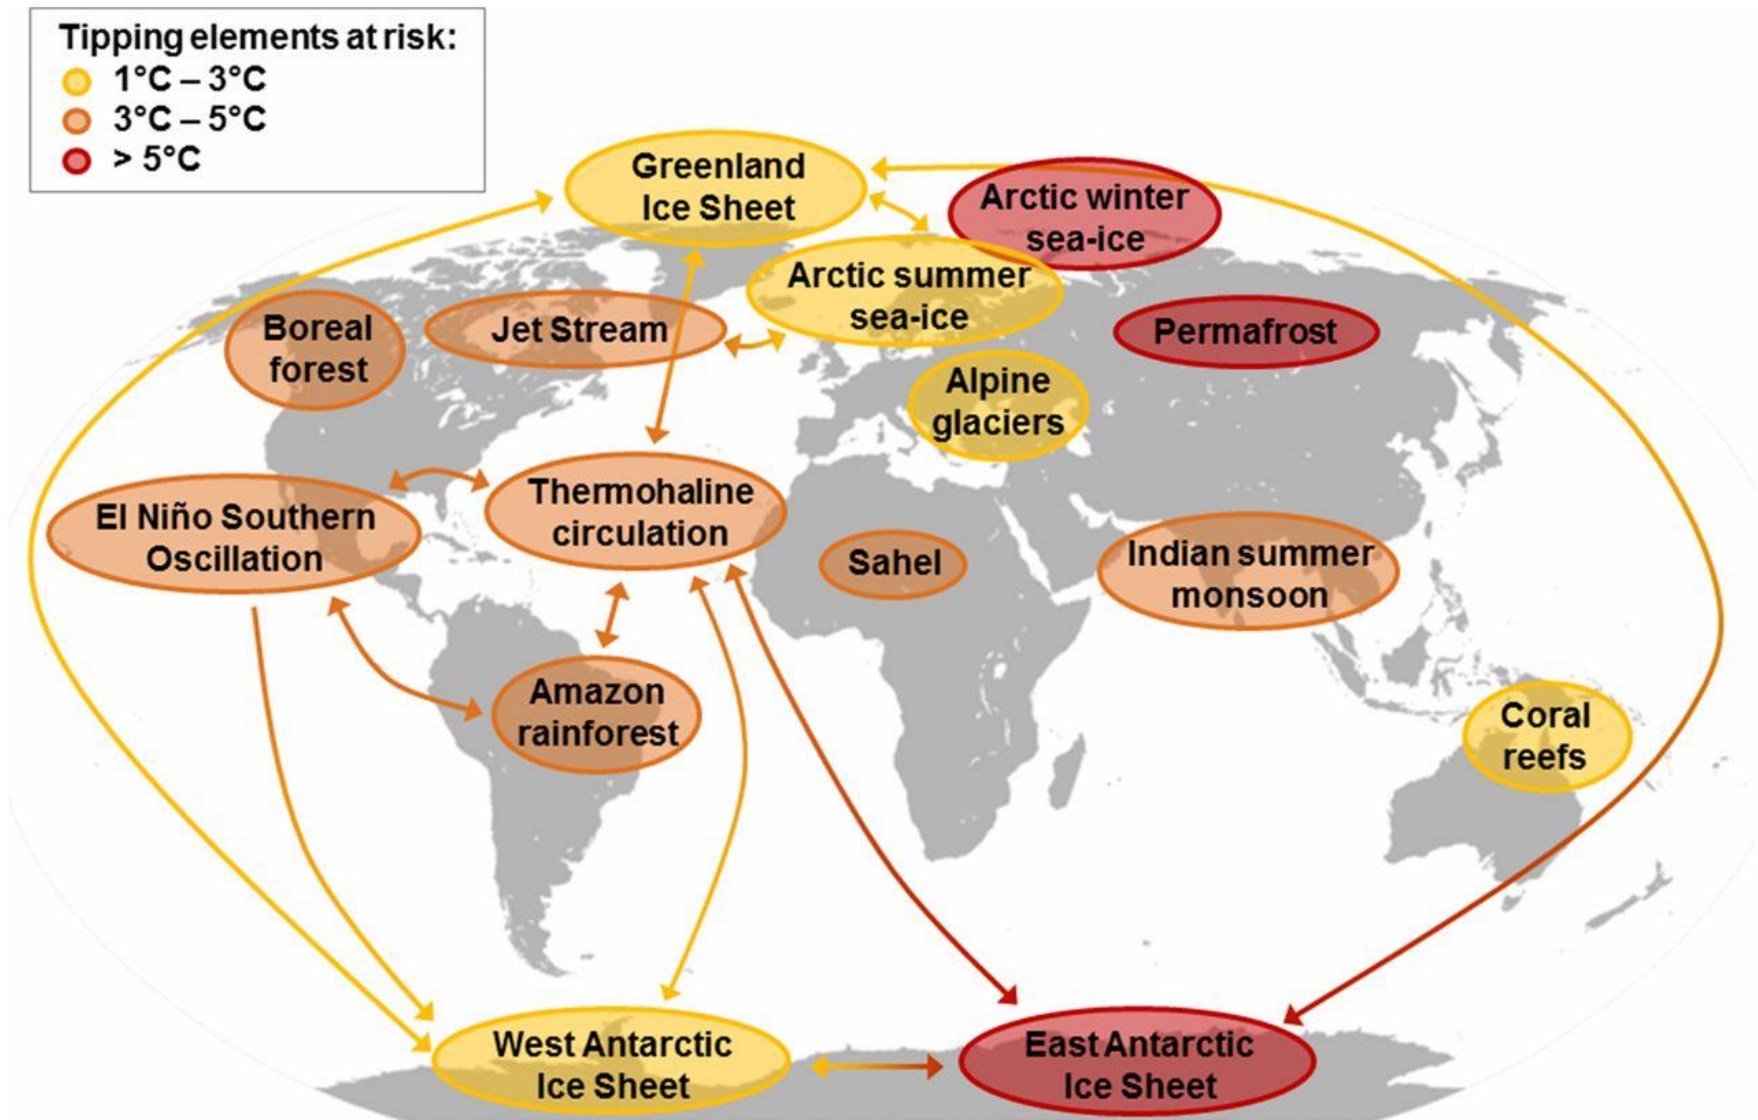 Tipping elements at risk:
1°C – 3°C
3°C – 5°C
> 5°C
Greenland
Ice Sheet
Arctic winter
sea-ice
Arctic summer
sea-ice
Boreal
forest
Jet Stream
Permafrost
Alpine
glaciers
El Niño Southern
Oscillation
Thermohaline
circulation
Sahel
Indian summer
monsoon
Amazon
rainforest
Coral
reefs
West Antarctic
Ice Sheet
East Antarctic
Ice Sheet